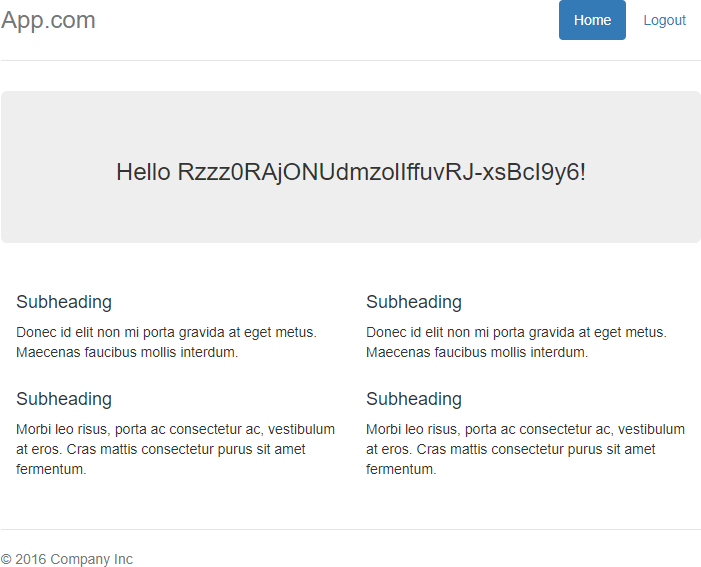 App.com
Home
Logout
Hello Rzzz0RAjONUdmzolIffuvRJ-xsBcI9y6!
Subheading
Donec id elit non mi porta gravida at eget metus.
Maecenas faucibus mollis interdum.
Subheading
Morbi leo risus, porta ac consectetur ac, vestibulum
at eros. Cras mattis consectetur purus sit amet
fermentum.
Subheading
Donec id elit non mi porta gravida at eget metus.
Maecenas faucibus mollis interdum.
Subheading
Morbi leo risus, porta ac consectetur ac, vestibulum
at eros. Cras mattis consectetur purus sit amet
fermentum.
© 2016 Company Inc